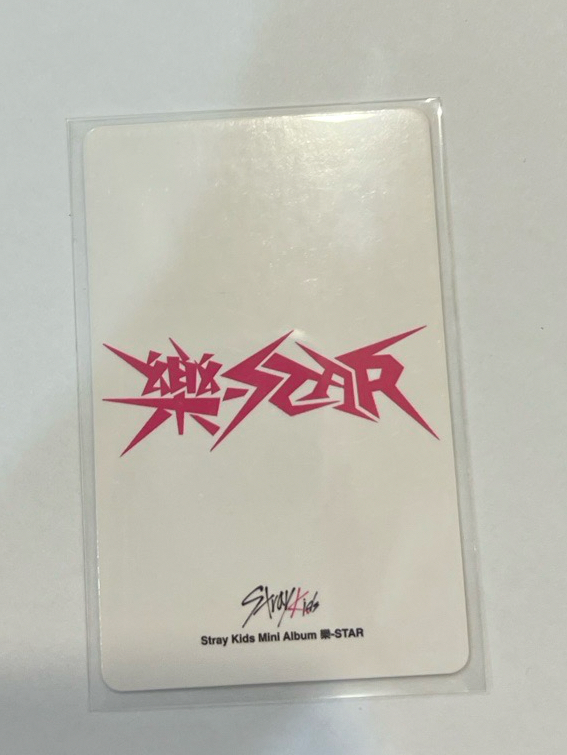 樂-STAR
Stray Kids
Stray Kids Mini Album 樂-STAR